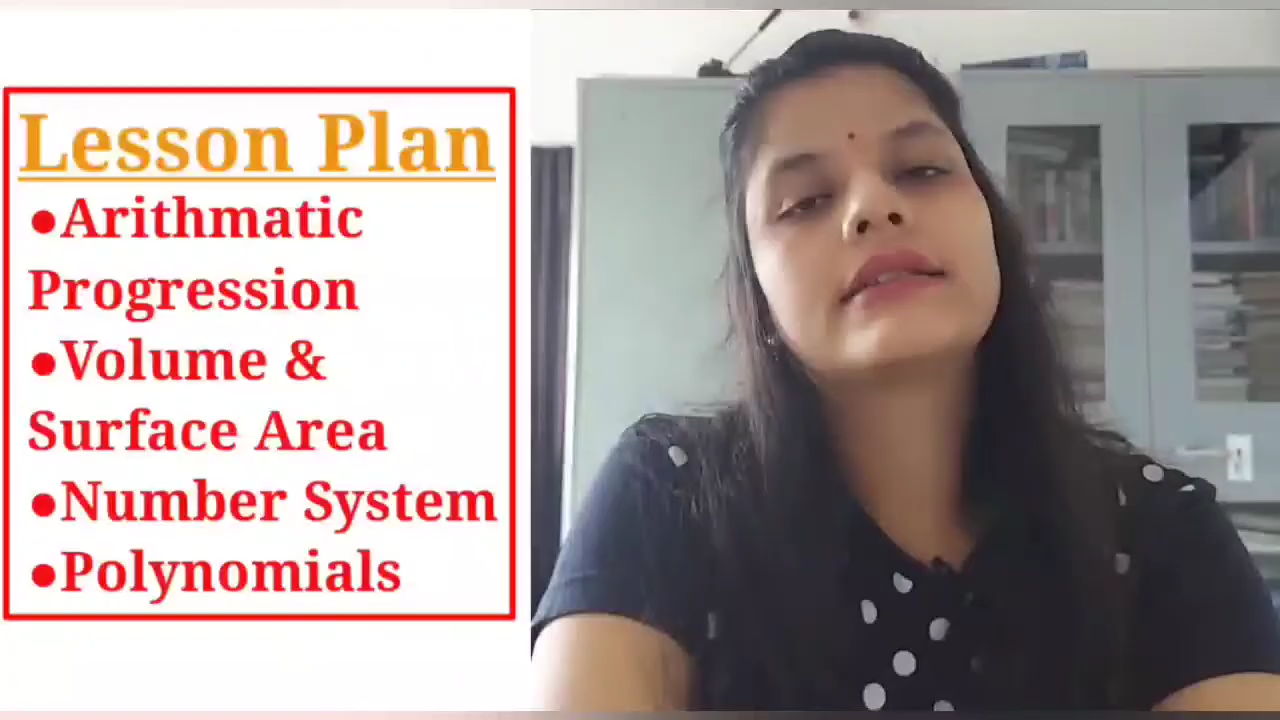 Lesson Plan
●Arithmatic
Progression
●Volume &
Surface Area
●Number System
●Polynomials